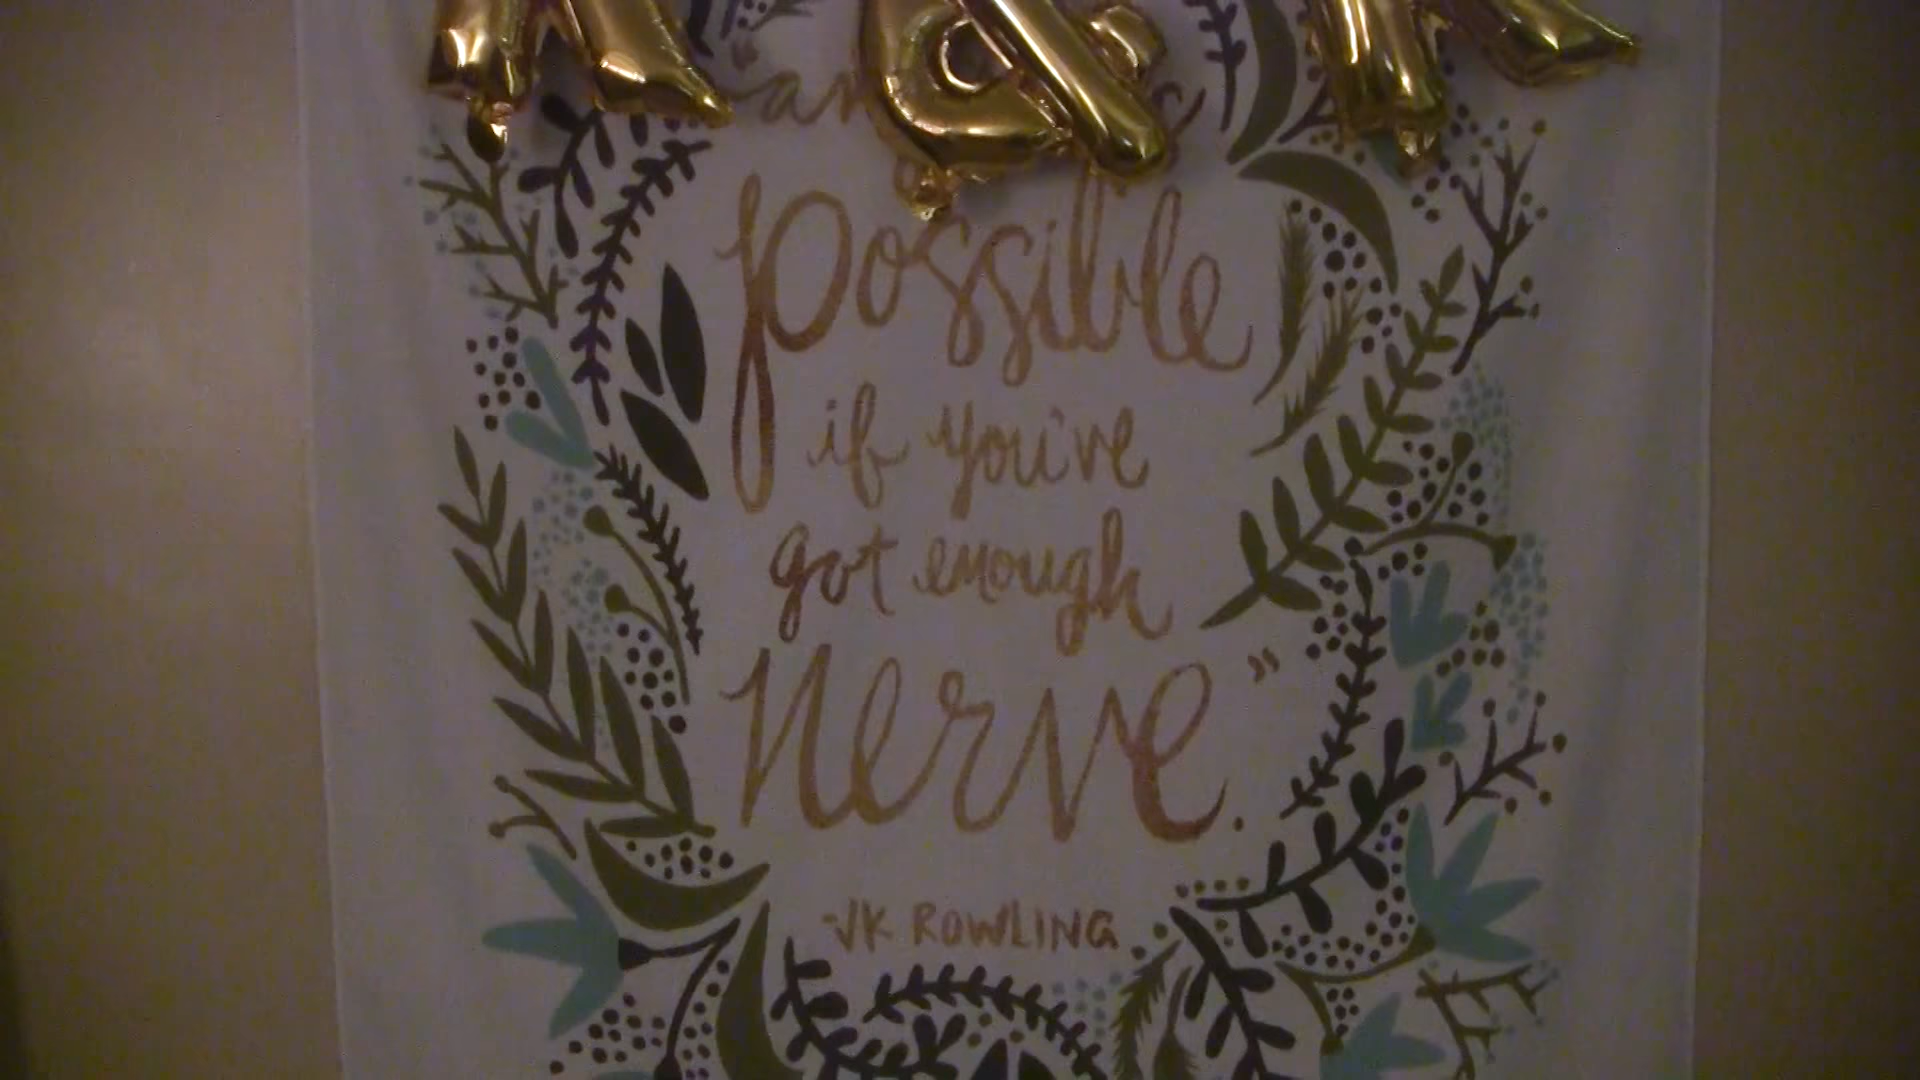 &
possible
if you've
got enough
nerve."
-JK ROWLING